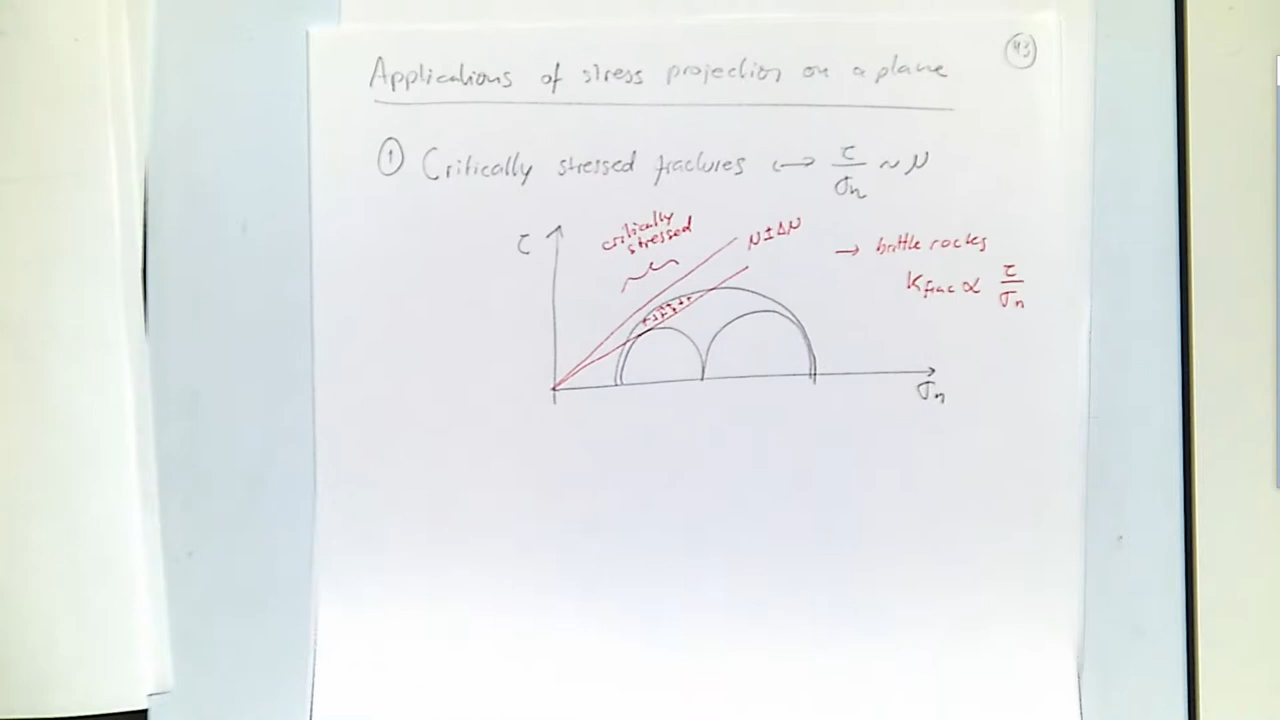 43
Applications of stress projection on a plane
① Critically stressed fractures ⟷ τ/σn ~ μ
critically
stressed
μ±Δμ
τ
→ brittle rocks
kfrac ∝ τ/σn
σn